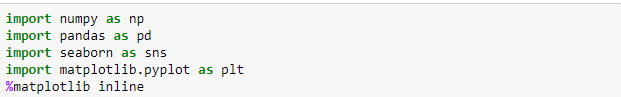 import numpy as np
import pandas as pd
import seaborn as sns
import matplotlib.pyplot as plt
%matplotlib inline